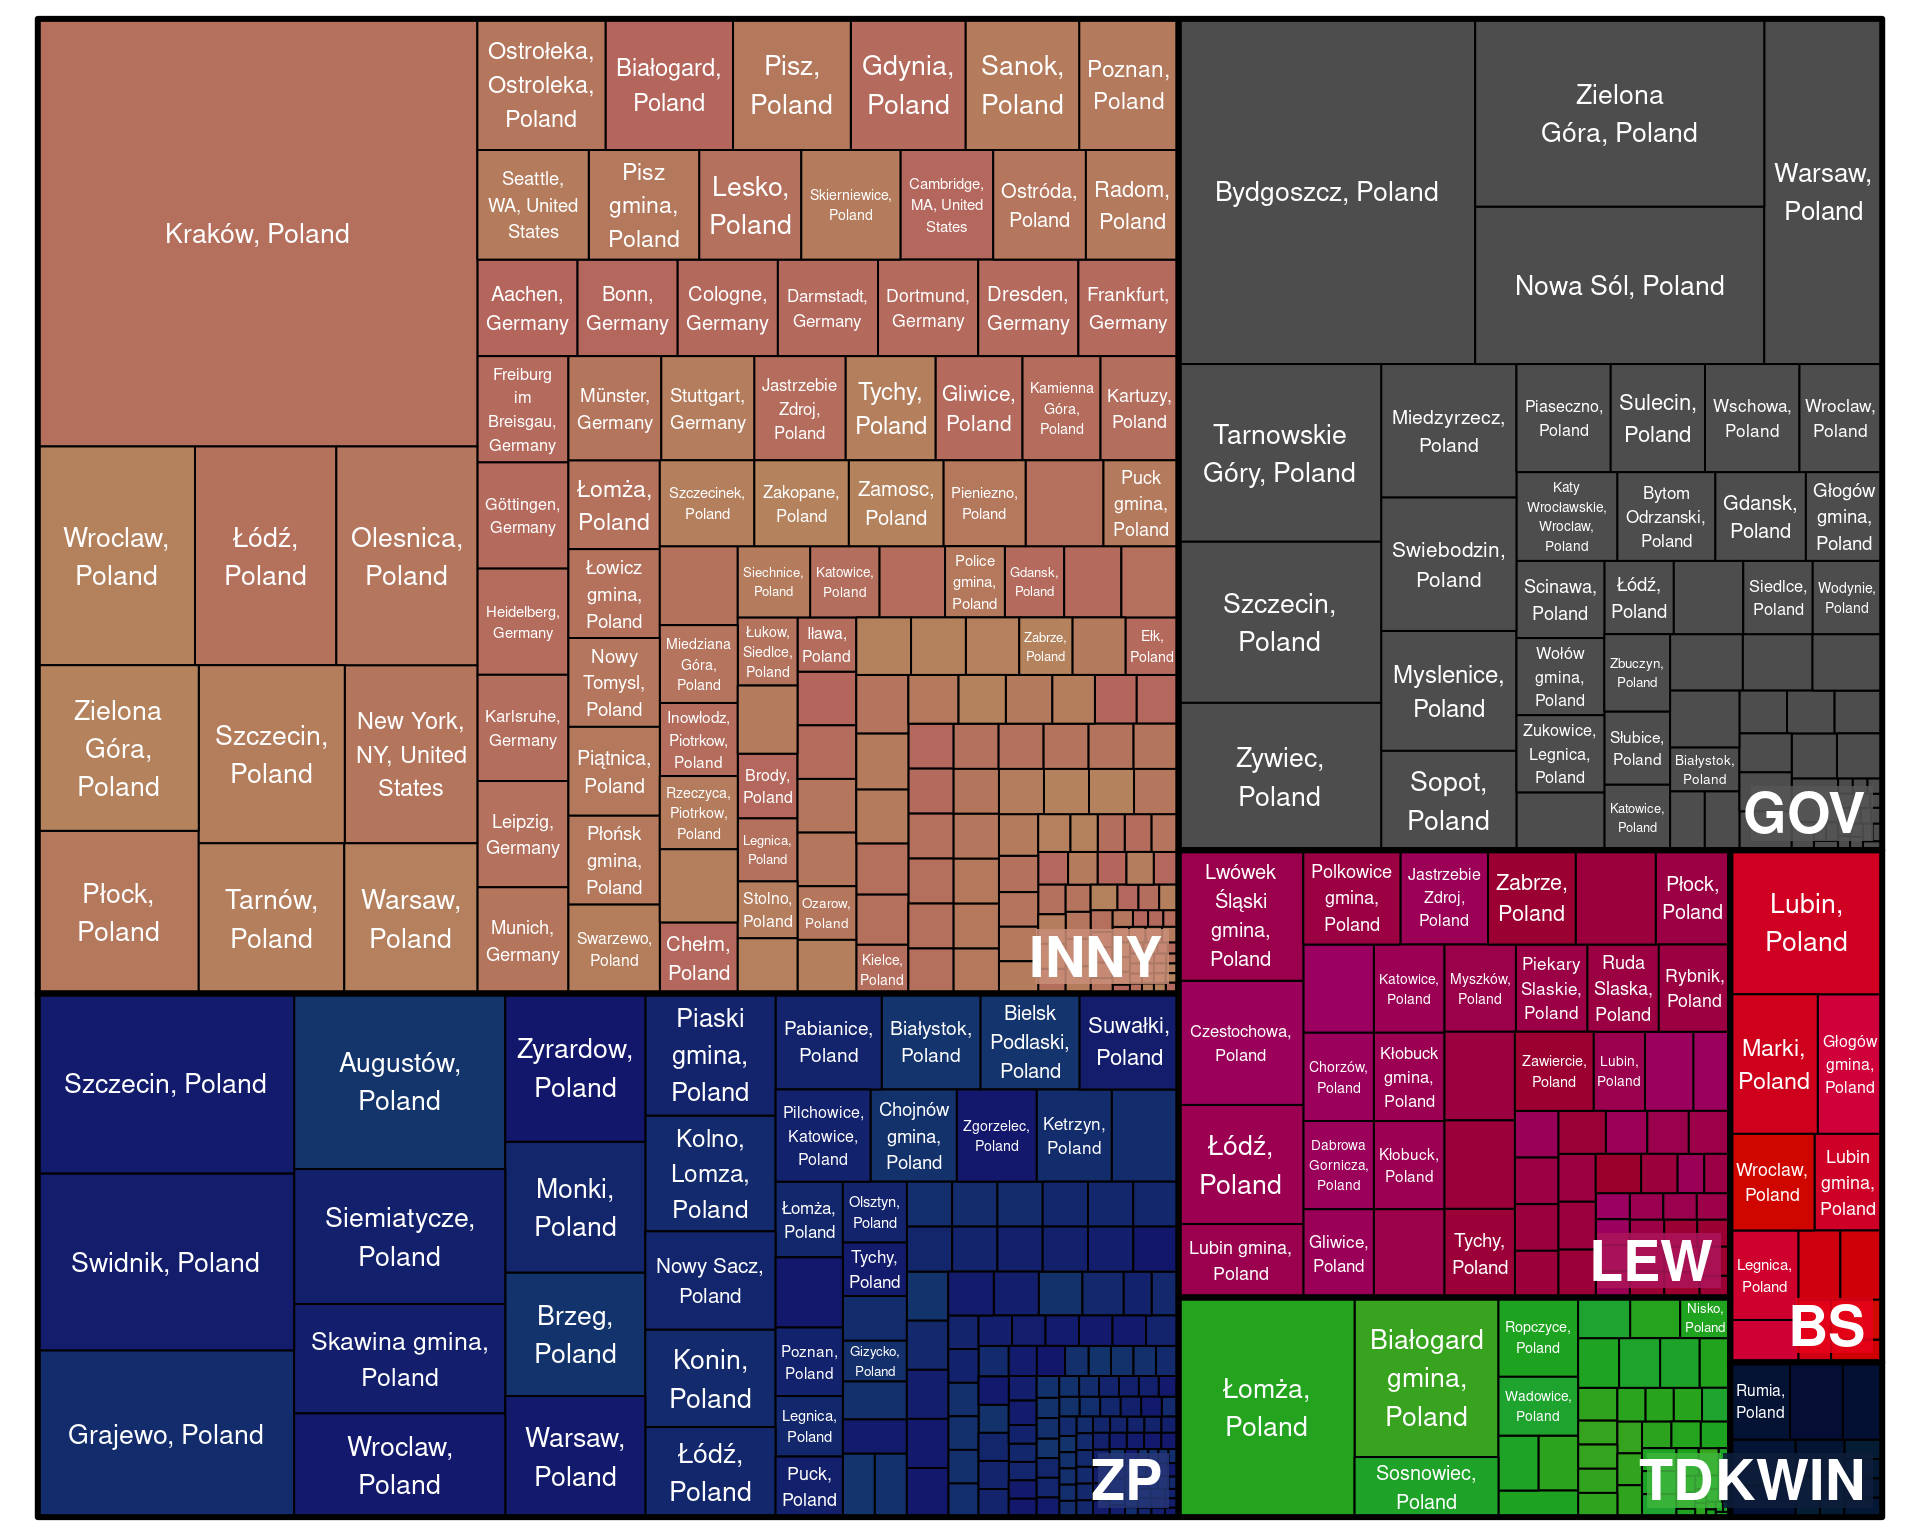 Kraków, Poland
Wroclaw,
Poland
Łódź,
Poland
Olesnica,
Poland
Zielona
Góra,
Poland
Szczecin,
Poland
New York,
NY, United
States
Płock,
Poland
Tarnów,
Poland
Warsaw,
Poland
Ostrołeka,
Ostroleka,
Poland
Białogard,
Poland
Pisz,
Poland
Gdynia,
Poland
Sanok,
Poland
Poznan,
Poland
Seattle,
WA, United
States
Pisz
gmina,
Poland
Lesko,
Poland
Skierniewice,
Poland
Cambridge,
MA, United
States
Ostróda,
Poland
Radom,
Poland
Aachen,
Germany
Bonn,
Germany
Cologne,
Germany
Darmstadt,
Germany
Dortmund,
Germany
Dresden,
Germany
Frankfurt,
Germany
Freiburg
im
Breisgau,
Germany
Münster,
Germany
Stuttgart,
Germany
Jastrzebie
Zdroj,
Poland
Tychy,
Poland
Gliwice,
Poland
Kamienna
Góra,
Poland
Kartuzy,
Poland
Göttingen,
Germany
Łomża,
Poland
Szczecinek,
Poland
Zakopane,
Poland
Zamosc,
Poland
Pieniezno,
Poland
Puck
gmina,
Poland
Heidelberg,
Germany
Łowicz
gmina,
Poland
Siechnice,
Poland
Katowice,
Poland
Police
gmina,
Poland
Gdansk,
Poland
Nowy
Tomysl,
Poland
Miedziana
Góra,
Poland
Łukow,
Siedlce,
Poland
Iława,
Poland
Zabrze,
Poland
Ełk,
Poland
Karlsruhe,
Germany
Piątnica,
Poland
Inowłodz,
Piotrkow,
Poland
Brody,
Poland
Leipzig,
Germany
Płońsk
gmina,
Poland
Rzeczyca,
Piotrkow,
Poland
Legnica,
Poland
Munich,
Germany
Swarzewo,
Poland
Chełm,
Poland
Stolno,
Poland
Ozarow,
Poland
Kielce,
Poland
INNY
Bydgoszcz, Poland
Zielona
Góra, Poland
Nowa Sól, Poland
Warsaw,
Poland
Tarnowskie
Góry, Poland
Szczecin,
Poland
Zywiec,
Poland
Miedzyrzecz,
Poland
Swiebodzin,
Poland
Myslenice,
Poland
Sopot,
Poland
Piaseczno,
Poland
Sulecin,
Poland
Wschowa,
Poland
Wroclaw,
Poland
Katy
Wrocławskie,
Wroclaw,
Poland
Bytom
Odrzanski,
Poland
Gdansk,
Poland
Głogów
gmina,
Poland
Scinawa,
Poland
Łódź,
Poland
Siedlce,
Poland
Wodynie,
Poland
Wołów
gmina,
Poland
Zbuczyn,
Poland
Zukowice,
Legnica,
Poland
Słubice,
Poland
Białystok,
Poland
Katowice,
Poland
GOV
Szczecin, Poland
Swidnik, Poland
Grajewo, Poland
Augustów,
Poland
Siemiatycze,
Poland
Skawina gmina,
Poland
Wroclaw,
Poland
Zyrardow,
Poland
Monki,
Poland
Brzeg,
Poland
Warsaw,
Poland
Piaski
gmina,
Poland
Kolno,
Lomza,
Poland
Nowy Sacz,
Poland
Konin,
Poland
Łódź,
Poland
Pabianice,
Poland
Białystok,
Poland
Bielsk
Podlaski,
Poland
Suwałki,
Poland
Pilchowice,
Katowice,
Poland
Chojnów
gmina,
Poland
Zgorzelec,
Poland
Ketrzyn,
Poland
Łomża,
Poland
Olsztyn,
Poland
Tychy,
Poland
Poznan,
Poland
Gizycko,
Poland
Legnica,
Poland
Puck,
Poland
ZP
Lwówek
Śląski
gmina,
Poland
Polkowice
gmina,
Poland
Jastrzebie
Zdroj,
Poland
Zabrze,
Poland
Płock,
Poland
Czestochowa,
Poland
Katowice,
Poland
Myszków,
Poland
Piekary
Slaskie,
Poland
Ruda
Slaska,
Poland
Rybnik,
Poland
Chorzów,
Poland
Kłobuck
gmina,
Poland
Zawiercie,
Poland
Lubin,
Poland
Łódź,
Poland
Dabrowa
Gornicza,
Poland
Kłobuck,
Poland
Lubin gmina,
Poland
Gliwice,
Poland
Tychy,
Poland
LEW
Lubin,
Poland
Marki,
Poland
Głogów
gmina,
Poland
Wroclaw,
Poland
Lubin
gmina,
Poland
Legnica,
Poland
BS
Łomża,
Poland
Białogard
gmina,
Poland
Sosnowiec,
Poland
Ropczyce,
Poland
Wadowice,
Poland
Nisko,
Poland
Rumia,
Poland
TDKWIN